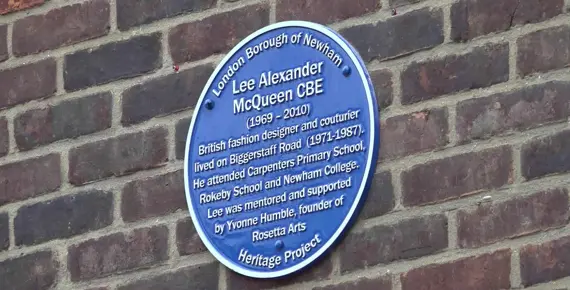 London Borough of Newham
Lee Alexander
McQueen CBE
(1969 - 2010)
British fashion designer and couturier
lived on Biggerstaff Road (1971-1987).
He attended Carpenters Primary School,
Rokeby School and Newham College.
Lee was mentored and supported
by Yvonne Humble, founder of
Rosetta Arts
Heritage Project